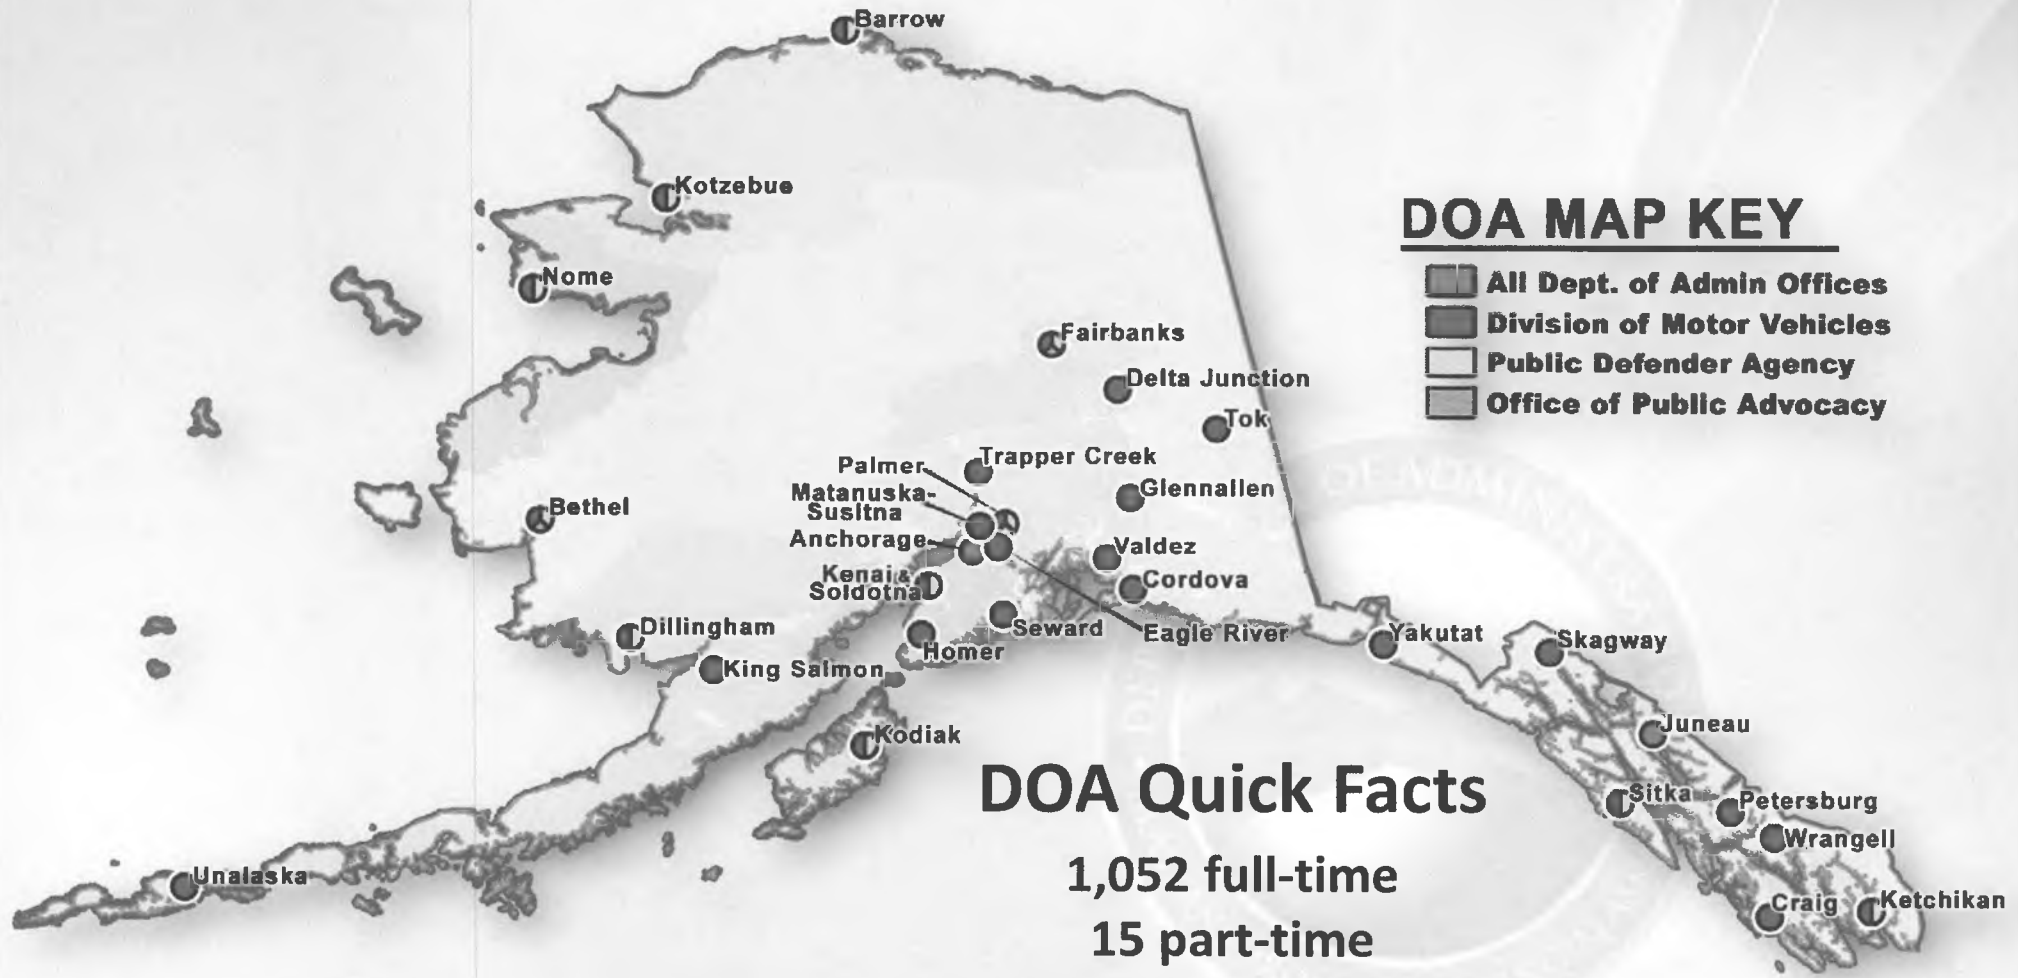 Barrow
Kotzebue
DOA MAP KEY
Nome
All Dept. of Admin Offices
Division of Motor Vehicles
Fairbanks
Public Defender Agency
Delta Junction
Office of Public Advocacy
Tok
Trapper Creek
Palmer
Glennallen
Matanuska-
Susitna
Bethel
Anchorage
Valdez
Kenai &
Soldotna
Cordova
Dillingham
Seward
Eagle River
Yakutat
Skagway
Homer
King Salmon
Juneau
Kodiak
DOA Quick Facts
Sitka
Petersburg
Wrangell
1,052 full-time
Unalaska
Craig
Ketchikan
15 part-time